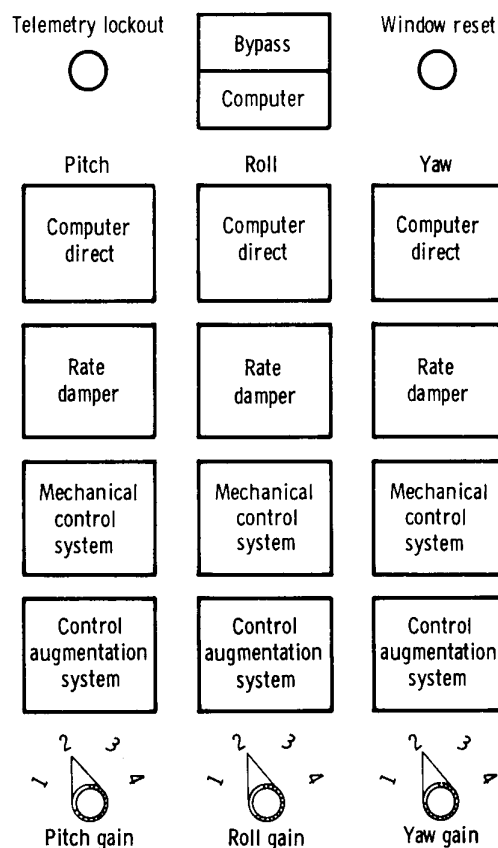 Telemetry lockout
Bypass
Computer
Window reset
Pitch
Roll
Yaw
Computer
direct
Computer
direct
Computer
direct
Rate
damper
Rate
damper
Rate
damper
Mechanical
control
system
Mechanical
control
system
Mechanical
control
system
Control
augmentation
system
Control
augmentation
system
Control
augmentation
system
1 2 3 4
1 2 3 4
1 2 3 4
Pitch gain
Roll gain
Yaw gain